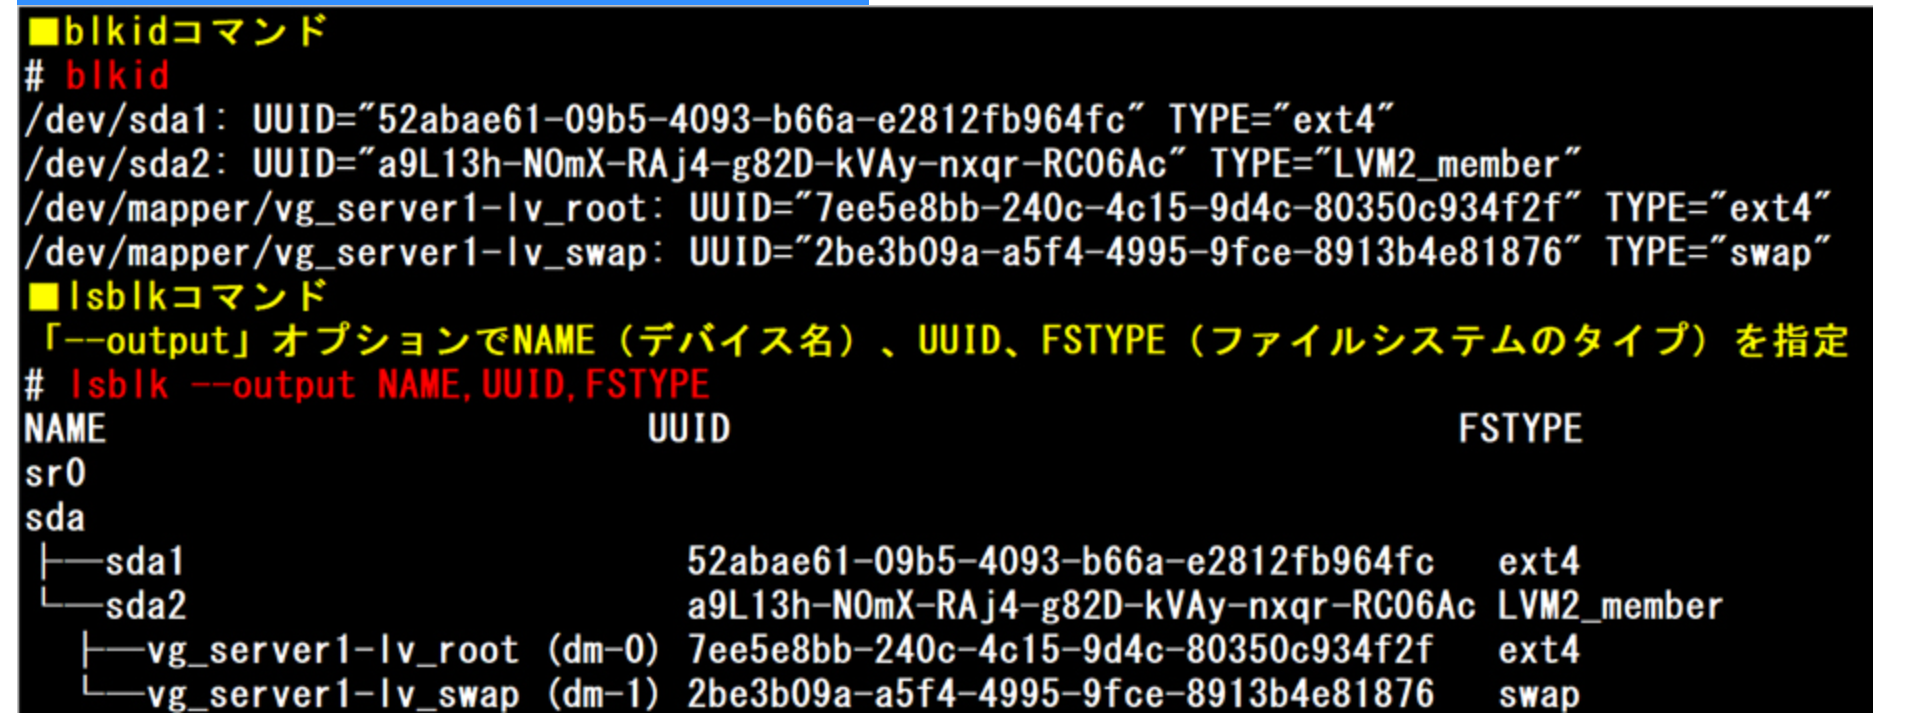 ■blkidコマンド
# blkid
/dev/sda1: UUID="52abae61-09b5-4093-b66a-e2812fb964fc" TYPE="ext4"
/dev/sda2: UUID="a9L13h-NOmX-RAj4-g82D-kVAy-nxqr-RC06Ac" TYPE="LVM2_member"
/dev/mapper/vg_server1-lv_root: UUID="7ee5e8bb-240c-4c15-9d4c-80350c934f2f" TYPE="ext4"
/dev/mapper/vg_server1-lv_swap: UUID="2be3b09a-a5f4-4995-9fce-8913b4e81876" TYPE="swap"
■lsblkコマンド
「--output」オプションでNAME（デバイス名）、UUID、FSTYPE（ファイルシステムのタイプ）を指定
# lsblk --output NAME,UUID,FSTYPE
NAME UUID FSTYPE
sr0
sda
├─sda1 52abae61-09b5-4093-b66a-e2812fb964fc ext4
└─sda2 a9L13h-NOmX-RAj4-g82D-kVAy-nxqr-RC06Ac LVM2_member
├─vg_server1-lv_root (dm-0) 7ee5e8bb-240c-4c15-9d4c-80350c934f2f ext4
└─vg_server1-lv_swap (dm-1) 2be3b09a-a5f4-4995-9fce-8913b4e81876 swap